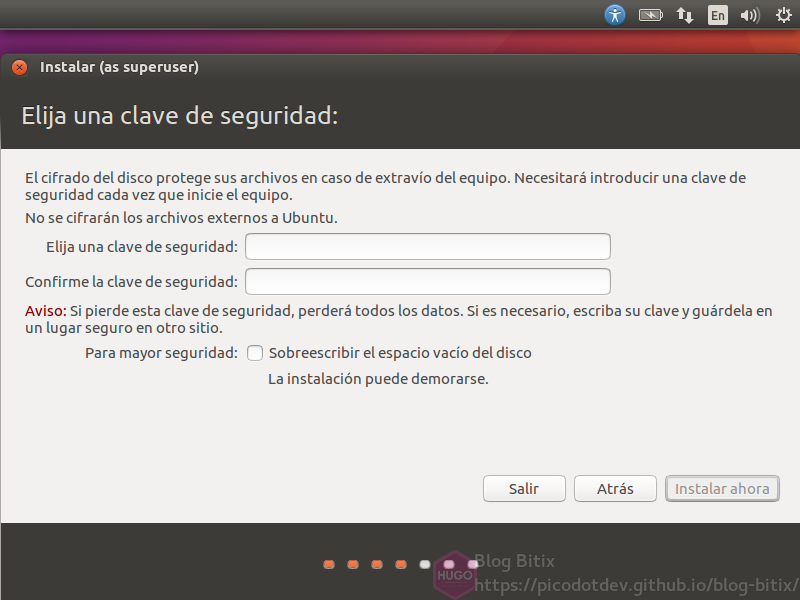 En
Instalar (as superuser)
Elija una clave de seguridad:
El cifrado del disco protege sus archivos en caso de extravío del equipo. Necesitará introducir una clave de
seguridad cada vez que inicie el equipo.
No se cifrarán los archivos externos a Ubuntu.
Elija una clave de seguridad:
Confirme la clave de seguridad:
Aviso: Si pierde esta clave de seguridad, perderá todos los datos. Si es necesario, escriba su clave y guárdela
en un lugar seguro en otro sitio.
Para mayor seguridad: Sobreescribir el espacio vacío del disco
La instalación puede demorarse.
Salir Atrás Instalar ahora
Blog Bitix
HUGO
https://picodotdev.github.io/blog-bitix/